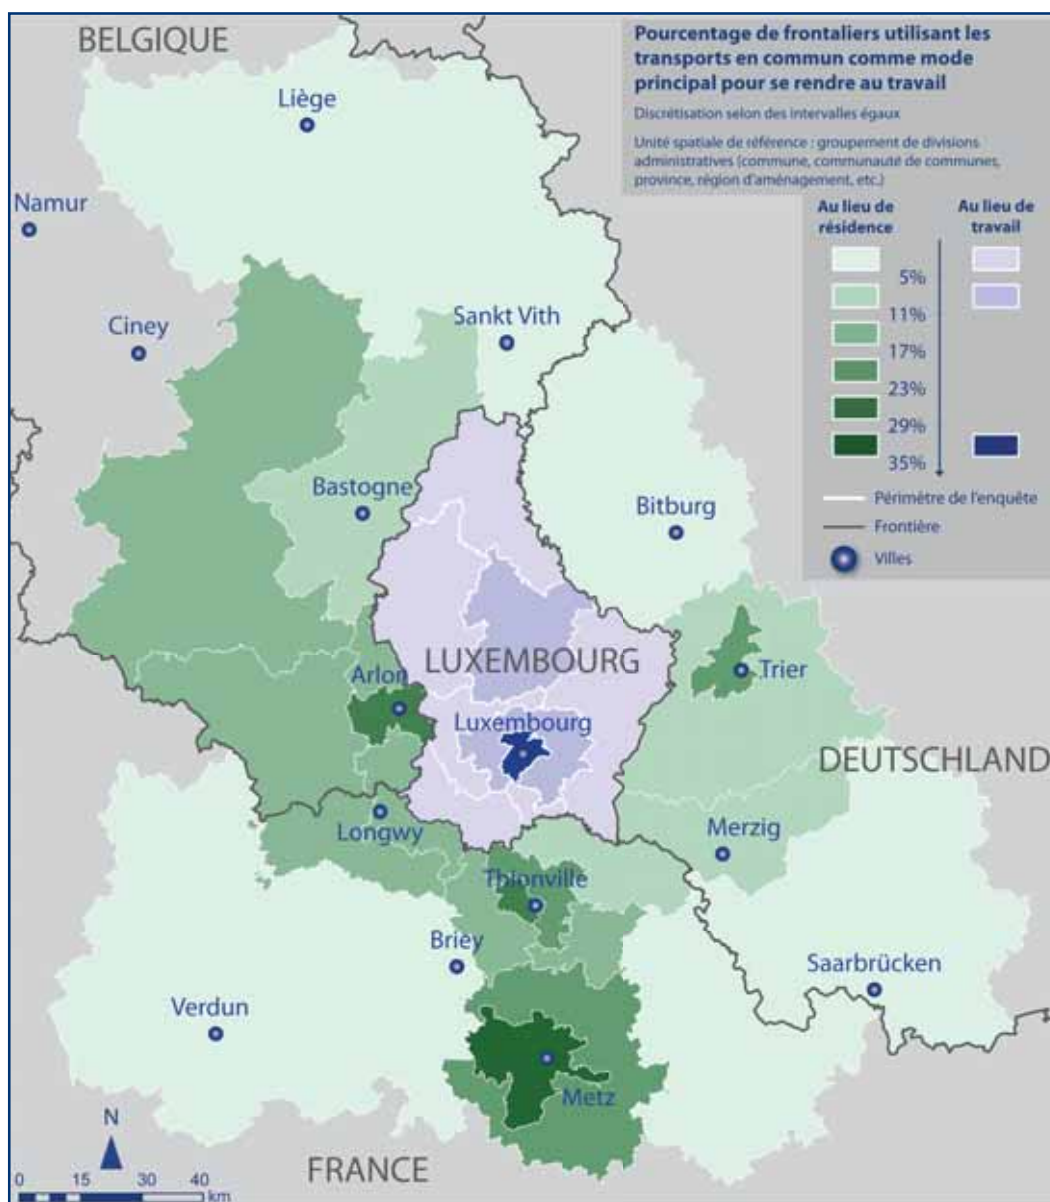 BELGIQUE
Pourcentage de frontaliers utilisant les
transports en commun comme mode
principal pour se rendre au travail
Discrétisation selon des intervalles égaux
Unité spatiale de référence : groupement de divisions
administratives (commune, communauté de communes,
province, région d'aménagement, etc.)
Au lieu de
résidence
Au lieu de
travail
5%
11%
17%
23%
29%
35%
Périmètre de l'enquête
Frontière
Villes
Liège
Namur
Ciney
Sankt Vith
Bastogne
Bitburg
LUXEMBOURG
Arlon
Trier
Luxembourg
DEUTSCHLAND
Longwy
Merzig
Thionville
Briey
Saarbrücken
Verdun
Metz
N
FRANCE
0 15 30 40
km